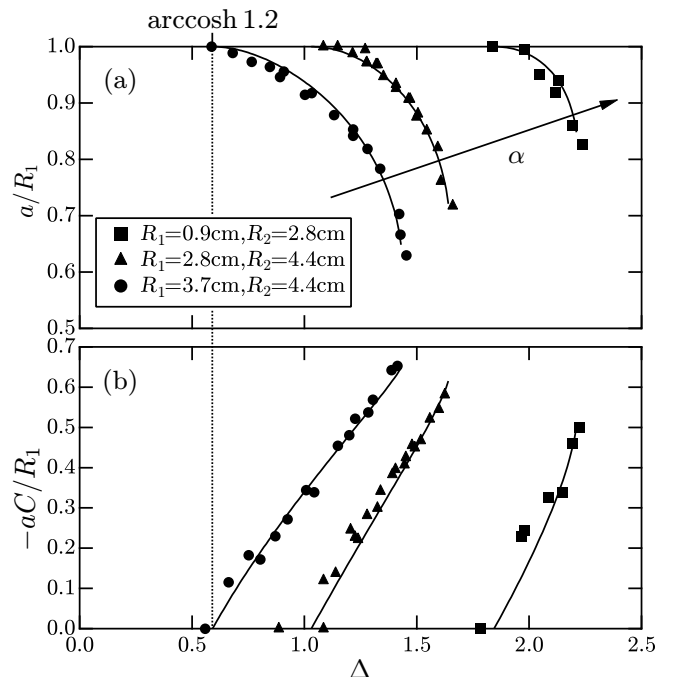 arccosh 1.2
1.0
0.9
0.8
0.7
0.6
0.5
a/R₁
(a)
α
R₁=0.9cm,R₂=2.8cm
R₁=2.8cm,R₂=4.4cm
R₁=3.7cm,R₂=4.4cm
0.7
0.6
0.5
0.4
0.3
0.2
0.1
0.0
−aC/R₁
(b)
0.0 0.5 1.0 1.5 2.0 2.5
Δ